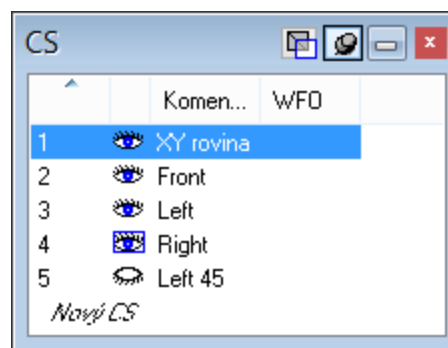 CS
Komen... WFO
1 XY rovina
2 Front
3 Left
4 Right
5 Left 45
Nový CS